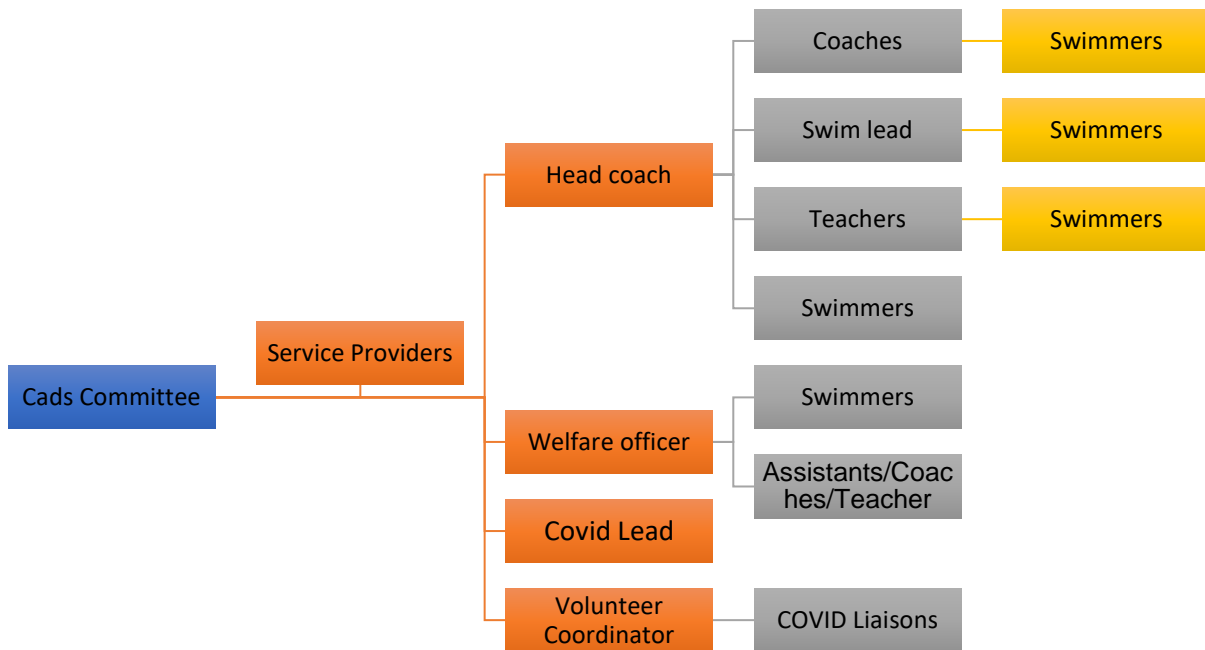 Coaches
Swimmers
Swim lead
Swimmers
Head coach
Teachers
Swimmers
Swimmers
Service Providers
Cads Committee
Swimmers
Welfare officer
Assistants/Coac
hes/Teacher
Covid Lead
Volunteer
Coordinator
COVID Liaisons